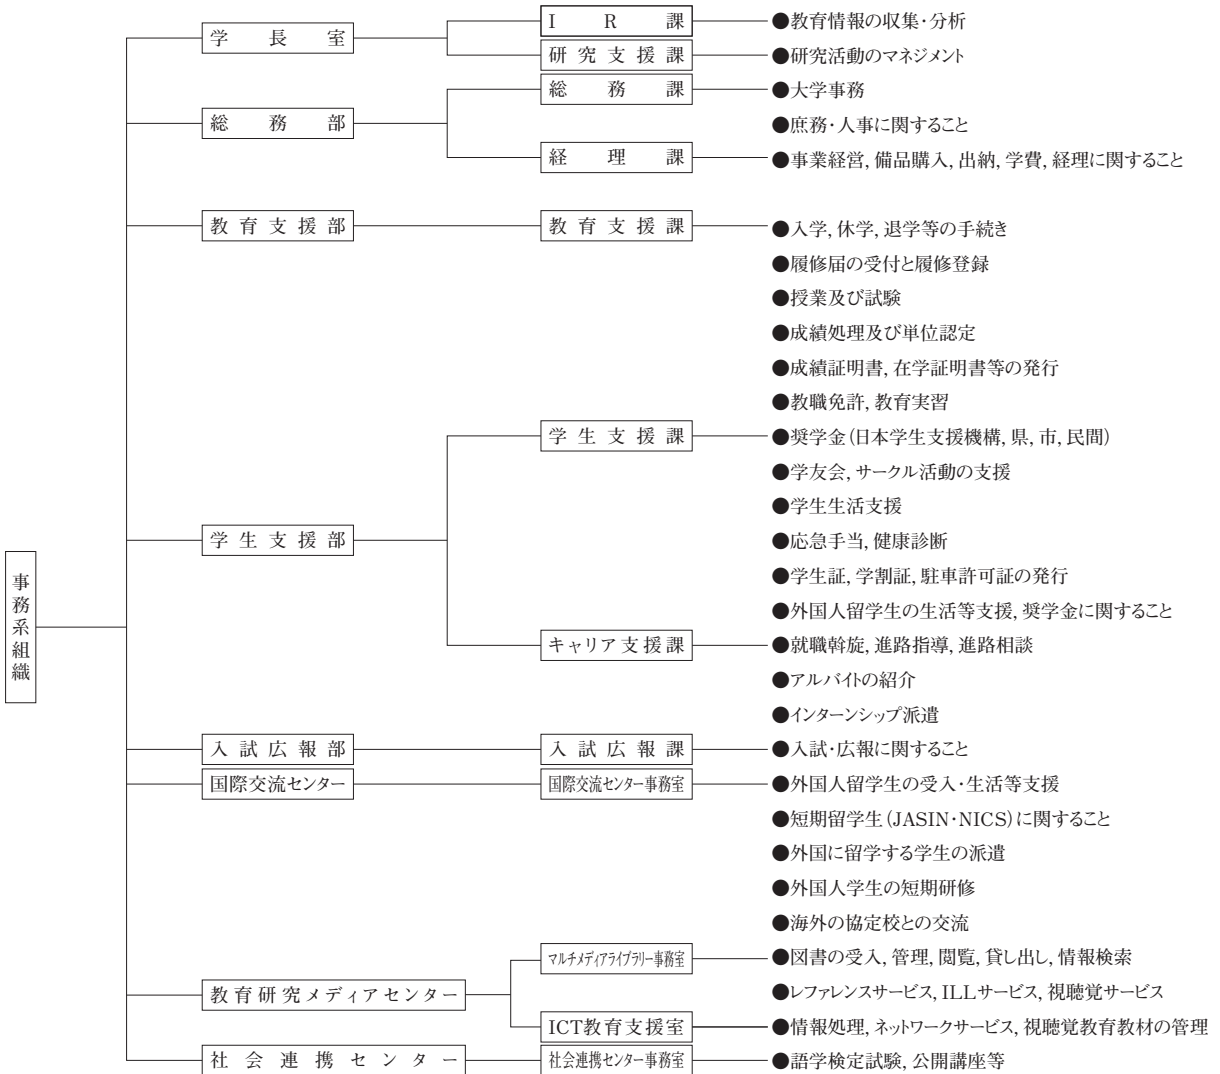 事務系組織
学長室
IR課
●教育情報の収集・分析
研究支援課
●研究活動のマネジメント
総務部
総務課
●大学事務
●庶務・人事に関すること
経理課
●事業経営, 備品購入, 出納, 学費, 経理に関すること
教育支援部
教育支援課
●入学, 休学, 退学等の手続き
●履修届の受付と履修登録
●授業及び試験
●成績処理及び単位認定
●成績証明書, 在学証明書等の発行
●教職免許, 教育実習
学生支援部
学生支援課
●奨学金(日本学生支援機構, 県, 市, 民間)
●学友会, サークル活動の支援
●学生生活支援
●応急手当, 健康診断
●学生証, 学割証, 駐車許可証の発行
●外国人留学生の生活等支援, 奨学金に関すること
キャリア支援課
●就職斡旋, 進路指導, 進路相談
●アルバイトの紹介
●インターンシップ派遣
入試広報部
入試広報課
●入試・広報に関すること
国際交流センター
国際交流センター事務室
●外国人留学生の受入・生活等支援
●短期留学生(JASIN・NICS)に関すること
●外国に留学する学生の派遣
●外国人学生の短期研修
●海外の協定校との交流
教育研究メディアセンター
マルチメディアライブラリー事務室
●図書の受入, 管理, 閲覧, 貸し出し, 情報検索
●レファレンスサービス, ILLサービス, 視聴覚サービス
ICT教育支援室
●情報処理, ネットワークサービス, 視聴覚教育教材の管理
社会連携センター
社会連携センター事務室
●語学検定試験, 公開講座等